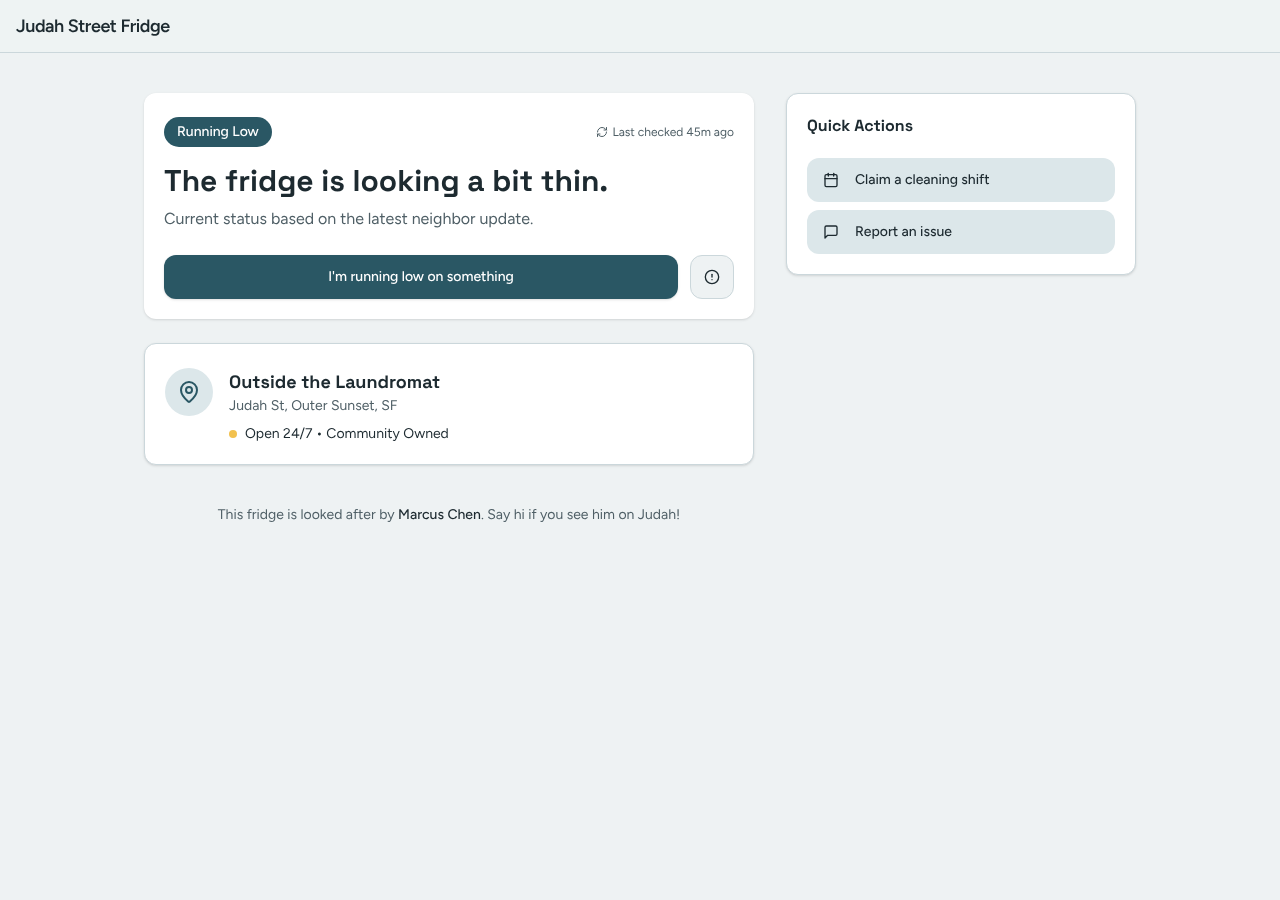 Judah Street Fridge
Running Low
Last checked 45m ago
The fridge is looking a bit thin.
Current status based on the latest neighbor update.
I'm running low on something
Outside the Laundromat
Judah St, Outer Sunset, SF
Open 24/7 • Community Owned
This fridge is looked after by Marcus Chen. Say hi if you see him on Judah!
Quick Actions
Claim a cleaning shift
Report an issue